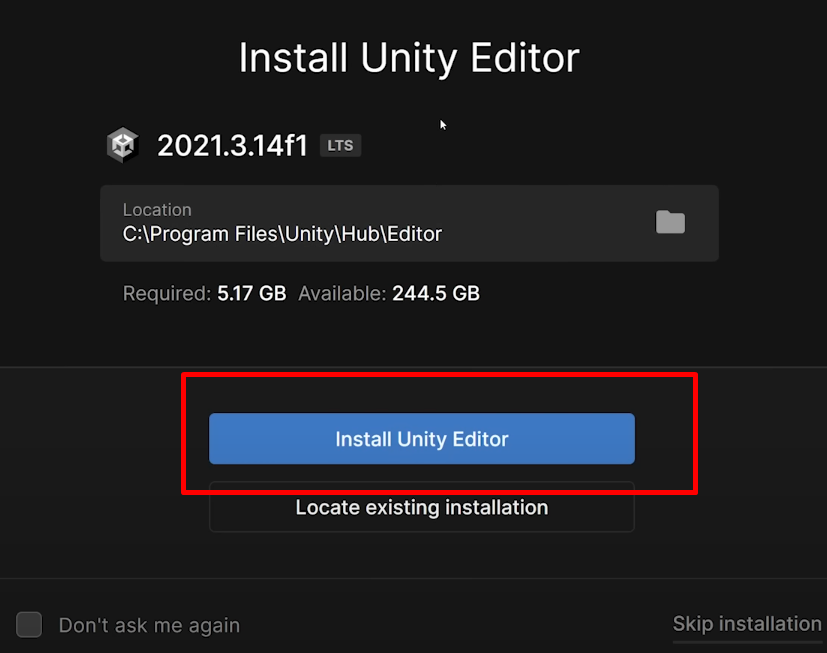 Install Unity Editor
2021.3.14f1 LTS
Location
C:\Program Files\Unity\Hub\Editor
Required: 5.17 GB Available: 244.5 GB
Install Unity Editor
Locate existing installation
Don't ask me again
Skip installation